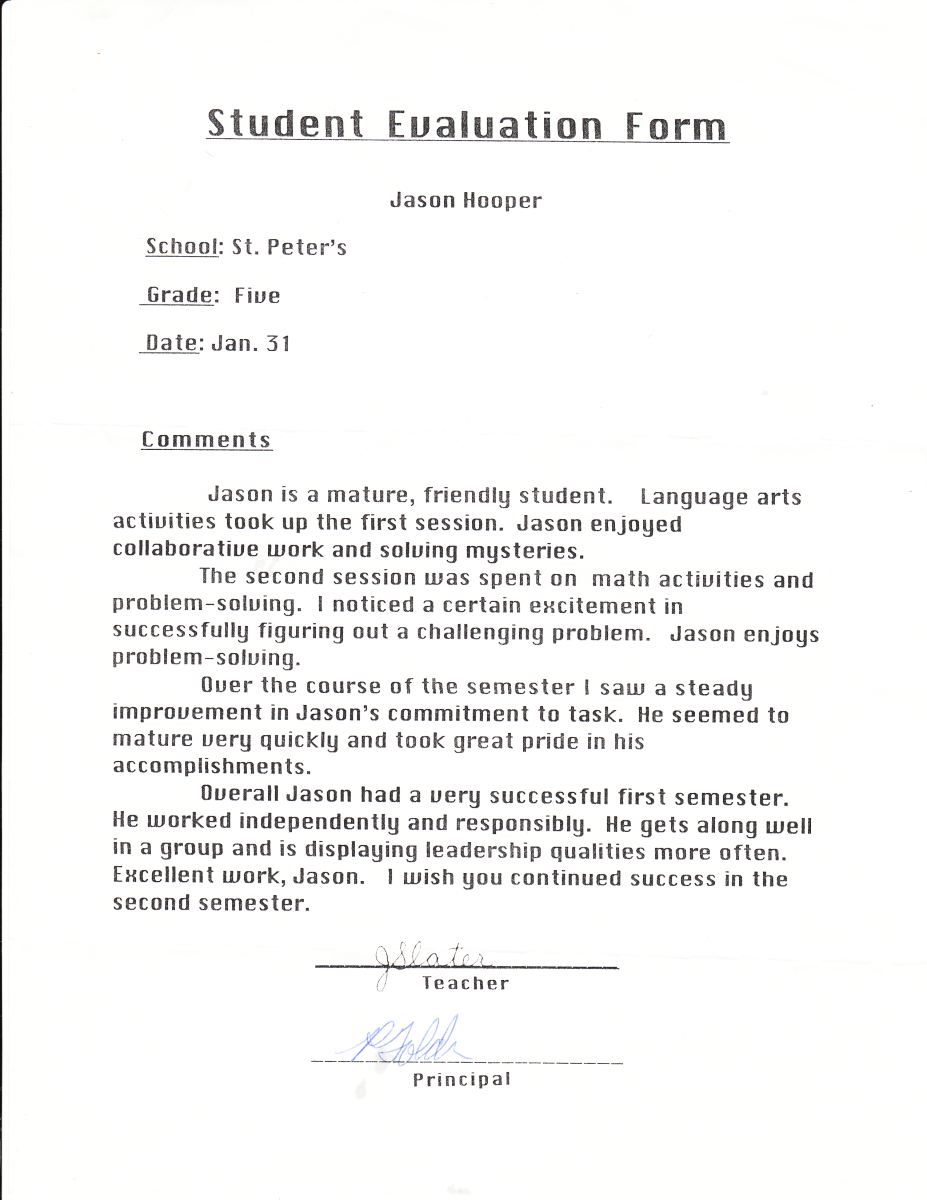 Student Evaluation Form
Jason Hooper
School: St. Peter's
Grade: Five
Date: Jan. 31
Comments
Jason is a mature, friendly student. Language arts
activities took up the first session. Jason enjoyed
collaborative work and solving mysteries.
The second session was spent on math activities and
problem-solving. I noticed a certain excitement in
successfully figuring out a challenging problem. Jason enjoys
problem-solving.
Over the course of the semester I saw a steady
improvement in Jason's commitment to task. He seemed to
mature very quickly and took great pride in his
accomplishments.
Overall Jason had a very successful first semester.
He worked independently and responsibly. He gets along well
in a group and is displaying leadership qualities more often.
Excellent work, Jason. I wish you continued success in the
second semester.
JSlater
Teacher
Principal